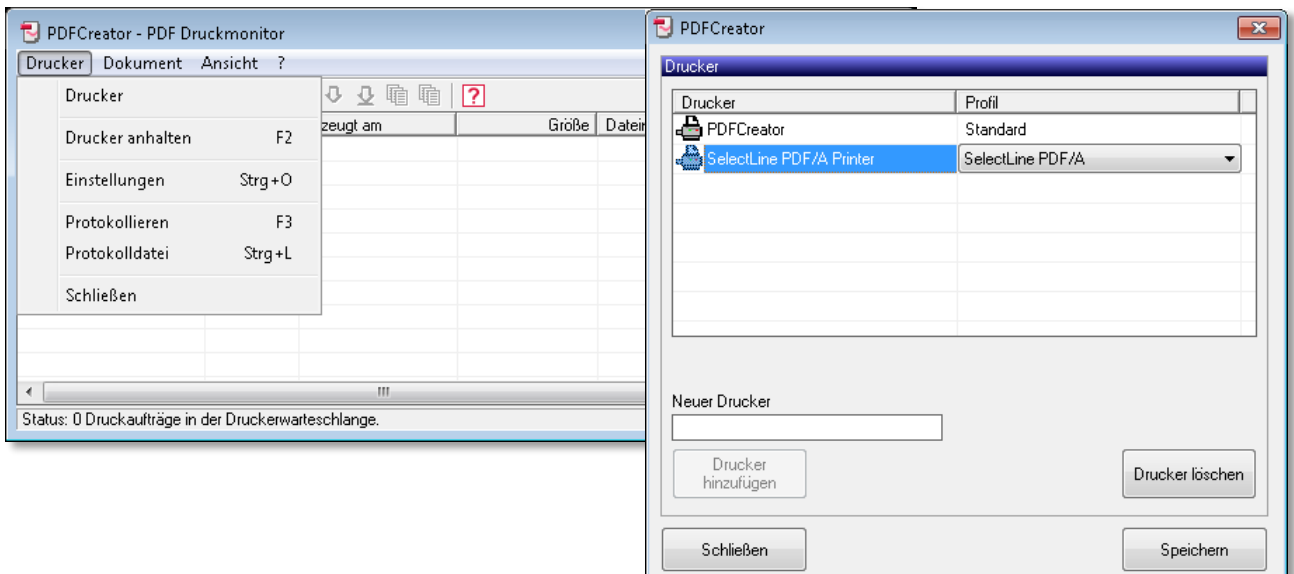 PDFCreator - PDF Druckmonitor
Drucker Dokument Ansicht ?
Drucker
Drucker anhalten F2
Einstellungen Strg+O
Protokollieren F3
Protokolldatei Strg+L
Schließen
?
zeugt am Größe Datein
Status: 0 Druckaufträge in der Druckerwarteschlange.
PDFCreator
Drucker
Drucker Profil
PDFCreator Standard
SelectLine PDF/A Printer SelectLine PDF/A
Neuer Drucker
Drucker
hinzufügen
Drucker löschen
Schließen Speichern